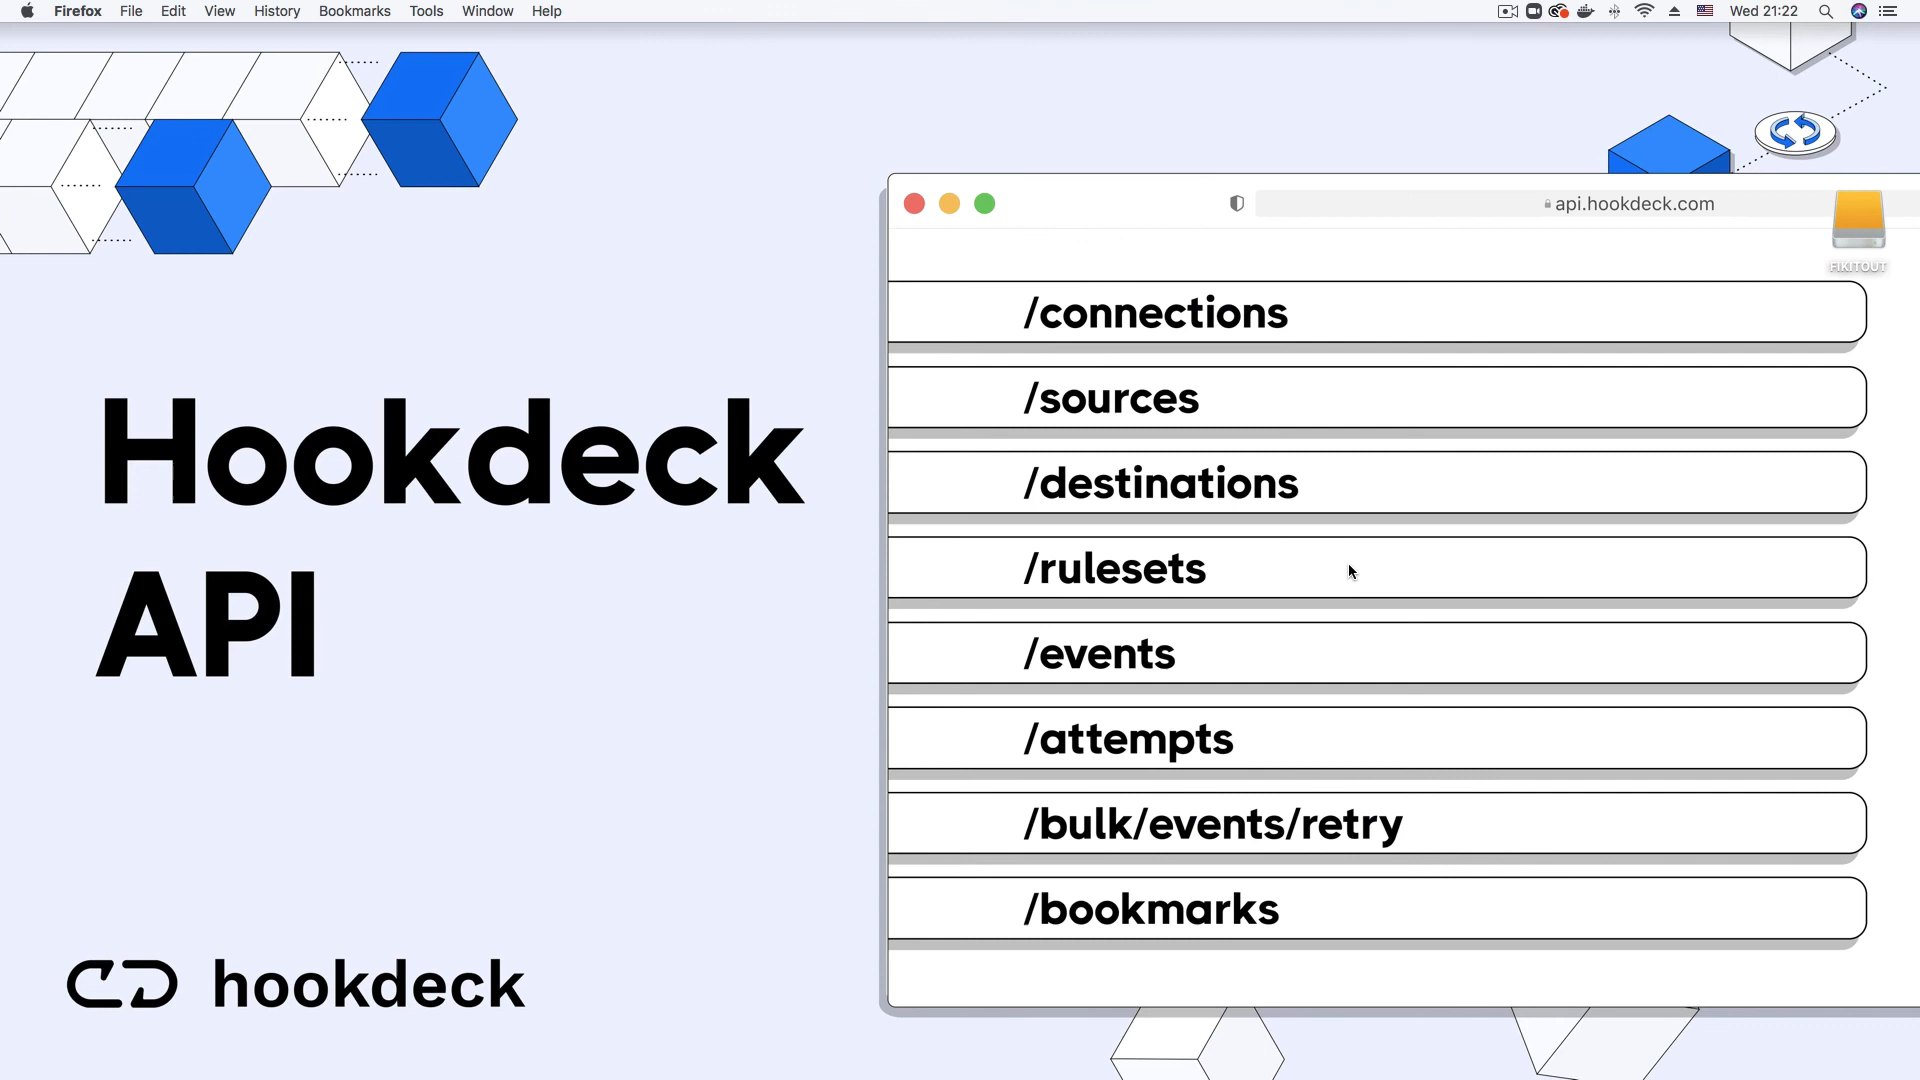 Firefox File Edit View History Bookmarks Tools Window Help
Wed 21:22
api.hookdeck.com
FIKITOUT
/connections
/sources
/destinations
/rulesets
/events
/attempts
/bulk/events/retry
/bookmarks
Hookdeck
API
hookdeck